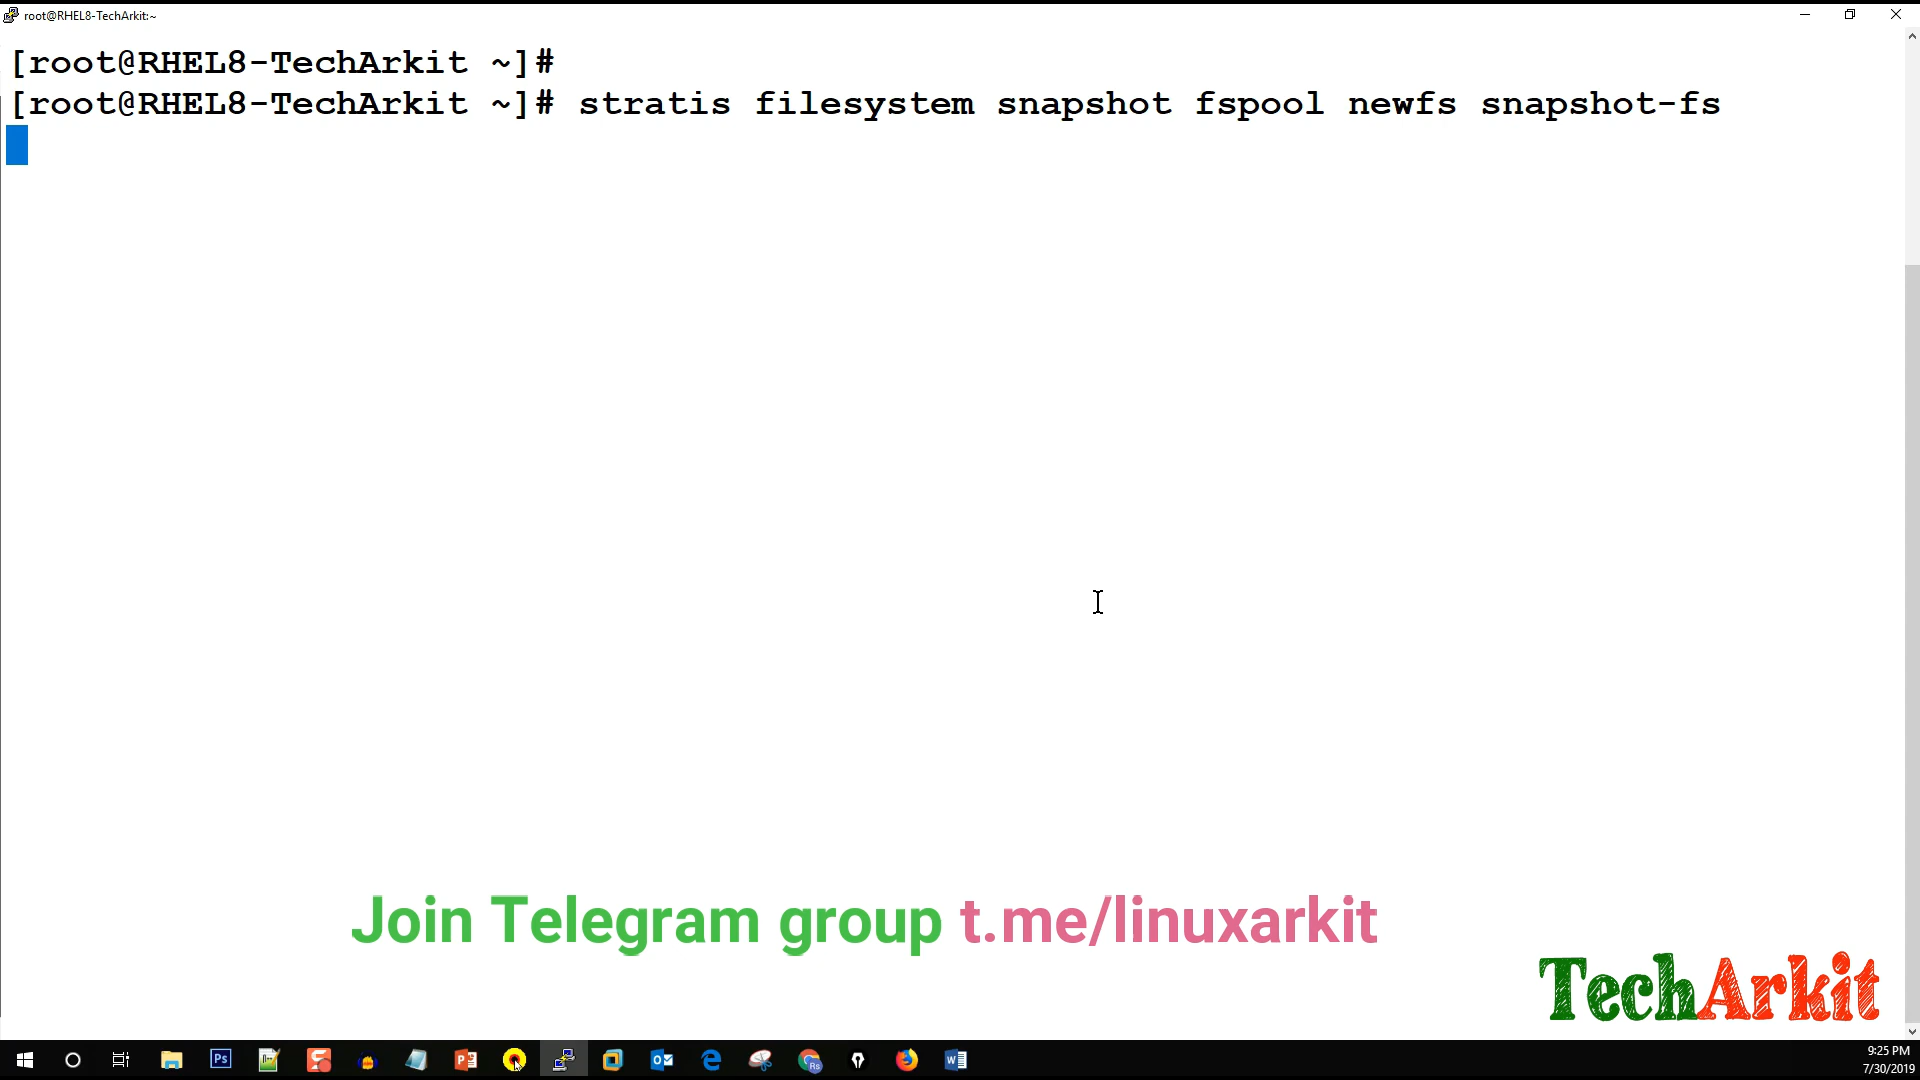 root@RHEL8-TechArkit:~
[root@RHEL8-TechArkit ~]#
[root@RHEL8-TechArkit ~]# stratis filesystem snapshot fspool newfs snapshot-fs
Join Telegram group t.me/linuxarkit
TechArkit
9:25 PM
7/30/2019